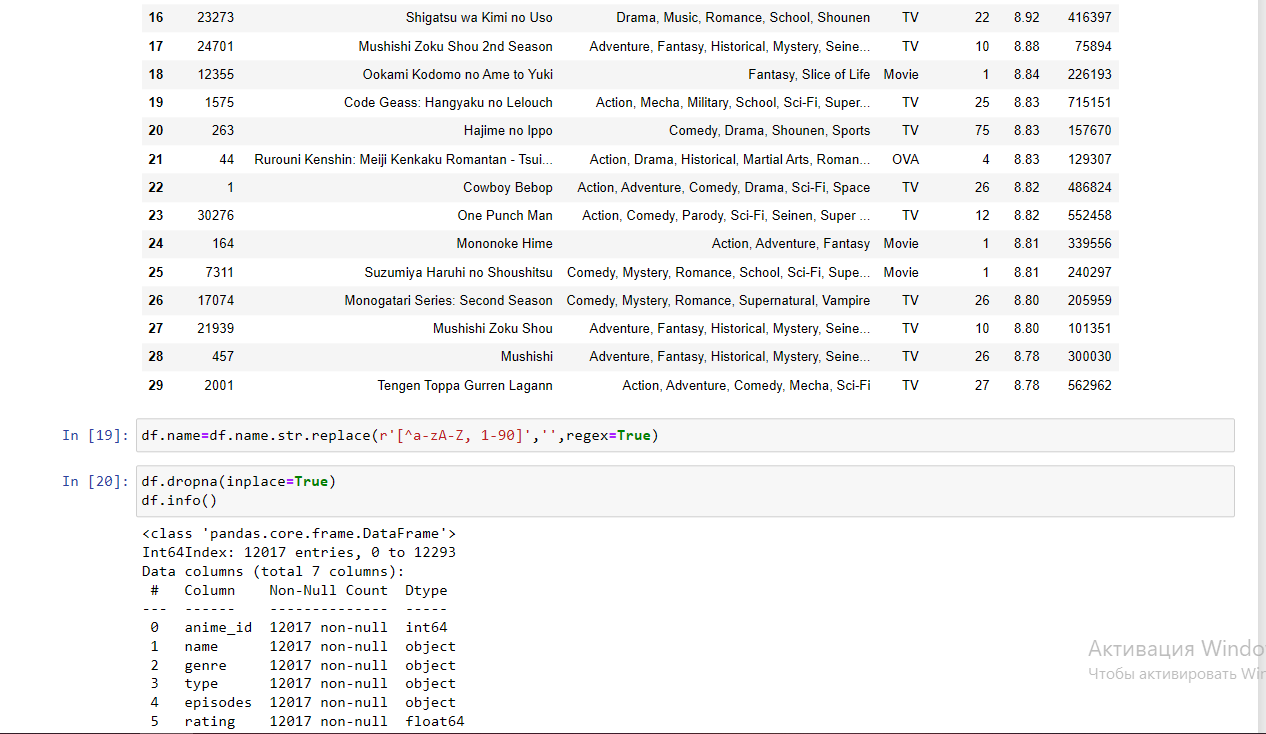 16 23273 Shigatsu wa Kimi no Uso Drama, Music, Romance, School, Shounen TV 22 8.92 416397
17 24701 Mushishi Zoku Shou 2nd Season Adventure, Fantasy, Historical, Mystery, Seine... TV 10 8.88 75894
18 12355 Ookami Kodomo no Ame to Yuki Fantasy, Slice of Life Movie 1 8.84 226193
19 1575 Code Geass: Hangyaku no Lelouch Action, Mecha, Military, School, Sci-Fi, Super... TV 25 8.83 715151
20 263 Hajime no Ippo Comedy, Drama, Shounen, Sports TV 75 8.83 157670
21 44 Rurouni Kenshin: Meiji Kenkaku Romantan - Tsui... Action, Drama, Historical, Martial Arts, Roman... OVA 4 8.83 129307
22 1 Cowboy Bebop Action, Adventure, Comedy, Drama, Sci-Fi, Space TV 26 8.82 486824
23 30276 One Punch Man Action, Comedy, Parody, Sci-Fi, Seinen, Super ... TV 12 8.82 552458
24 164 Mononoke Hime Action, Adventure, Fantasy Movie 1 8.81 339556
25 7311 Suzumiya Haruhi no Shoushitsu Comedy, Mystery, Romance, School, Sci-Fi, Supe... Movie 1 8.81 240297
26 17074 Monogatari Series: Second Season Comedy, Mystery, Romance, Supernatural, Vampire TV 26 8.80 205959
27 21939 Mushishi Zoku Shou Adventure, Fantasy, Historical, Mystery, Seine... TV 10 8.80 101351
28 457 Mushishi Adventure, Fantasy, Historical, Mystery, Seine... TV 26 8.78 300030
29 2001 Tengen Toppa Gurren Lagann Action, Adventure, Comedy, Mecha, Sci-Fi TV 27 8.78 562962
In [19]: df.name=df.name.str.replace(r'[^a-zA-Z, 1-90]','',regex=True)
In [20]: df.dropna(inplace=True)
df.info()
<class 'pandas.core.frame.DataFrame'>
Int64Index: 12017 entries, 0 to 12293
Data columns (total 7 columns):
# Column Non-Null Count Dtype
--- ------ -------------- -----
0 anime_id 12017 non-null int64
1 name 12017 non-null object
2 genre 12017 non-null object
3 type 12017 non-null object
4 episodes 12017 non-null object
5 rating 12017 non-null float64
Активация Windo
Чтобы активировать Wir